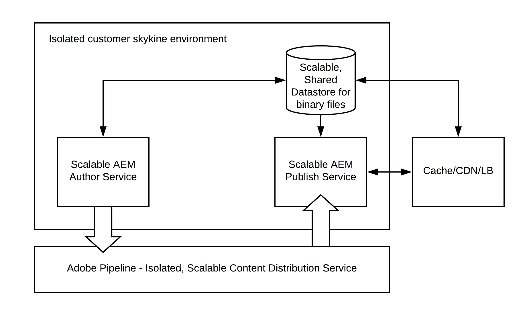 Isolated customer skykine environment
Scalable,
Shared
Datastore for
binary files
Scalable AEM
Author Service
Scalable AEM
Publish Service
Cache/CDN/LB
Adobe Pipeline - Isolated, Scalable Content Distribution Service